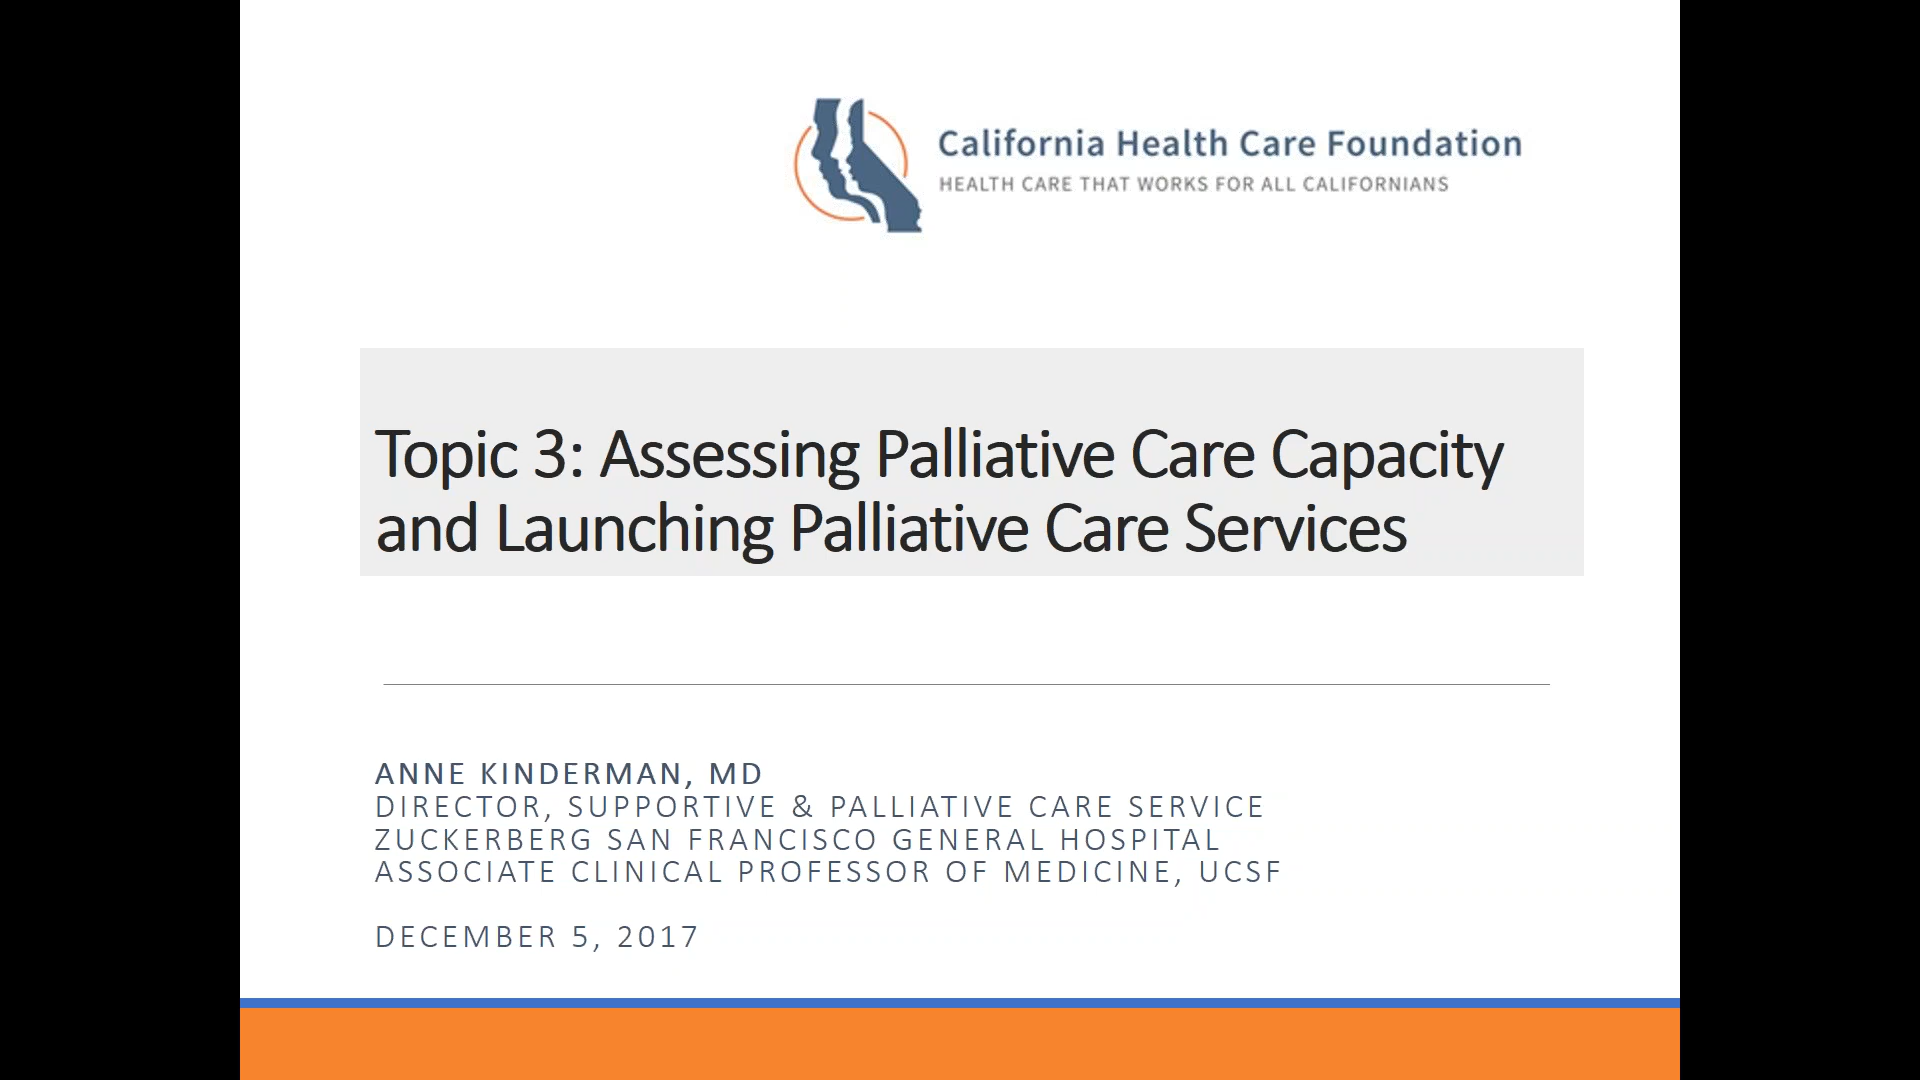 California Health Care Foundation
HEALTH CARE THAT WORKS FOR ALL CALIFORNIANS
Topic 3: Assessing Palliative Care Capacity
and Launching Palliative Care Services
ANNE KINDERMAN, MD
DIRECTOR, SUPPORTIVE & PALLIATIVE CARE SERVICE
ZUCKERBERG SAN FRANCISCO GENERAL HOSPITAL
ASSOCIATE CLINICAL PROFESSOR OF MEDICINE, UCSF
DECEMBER 5, 2017